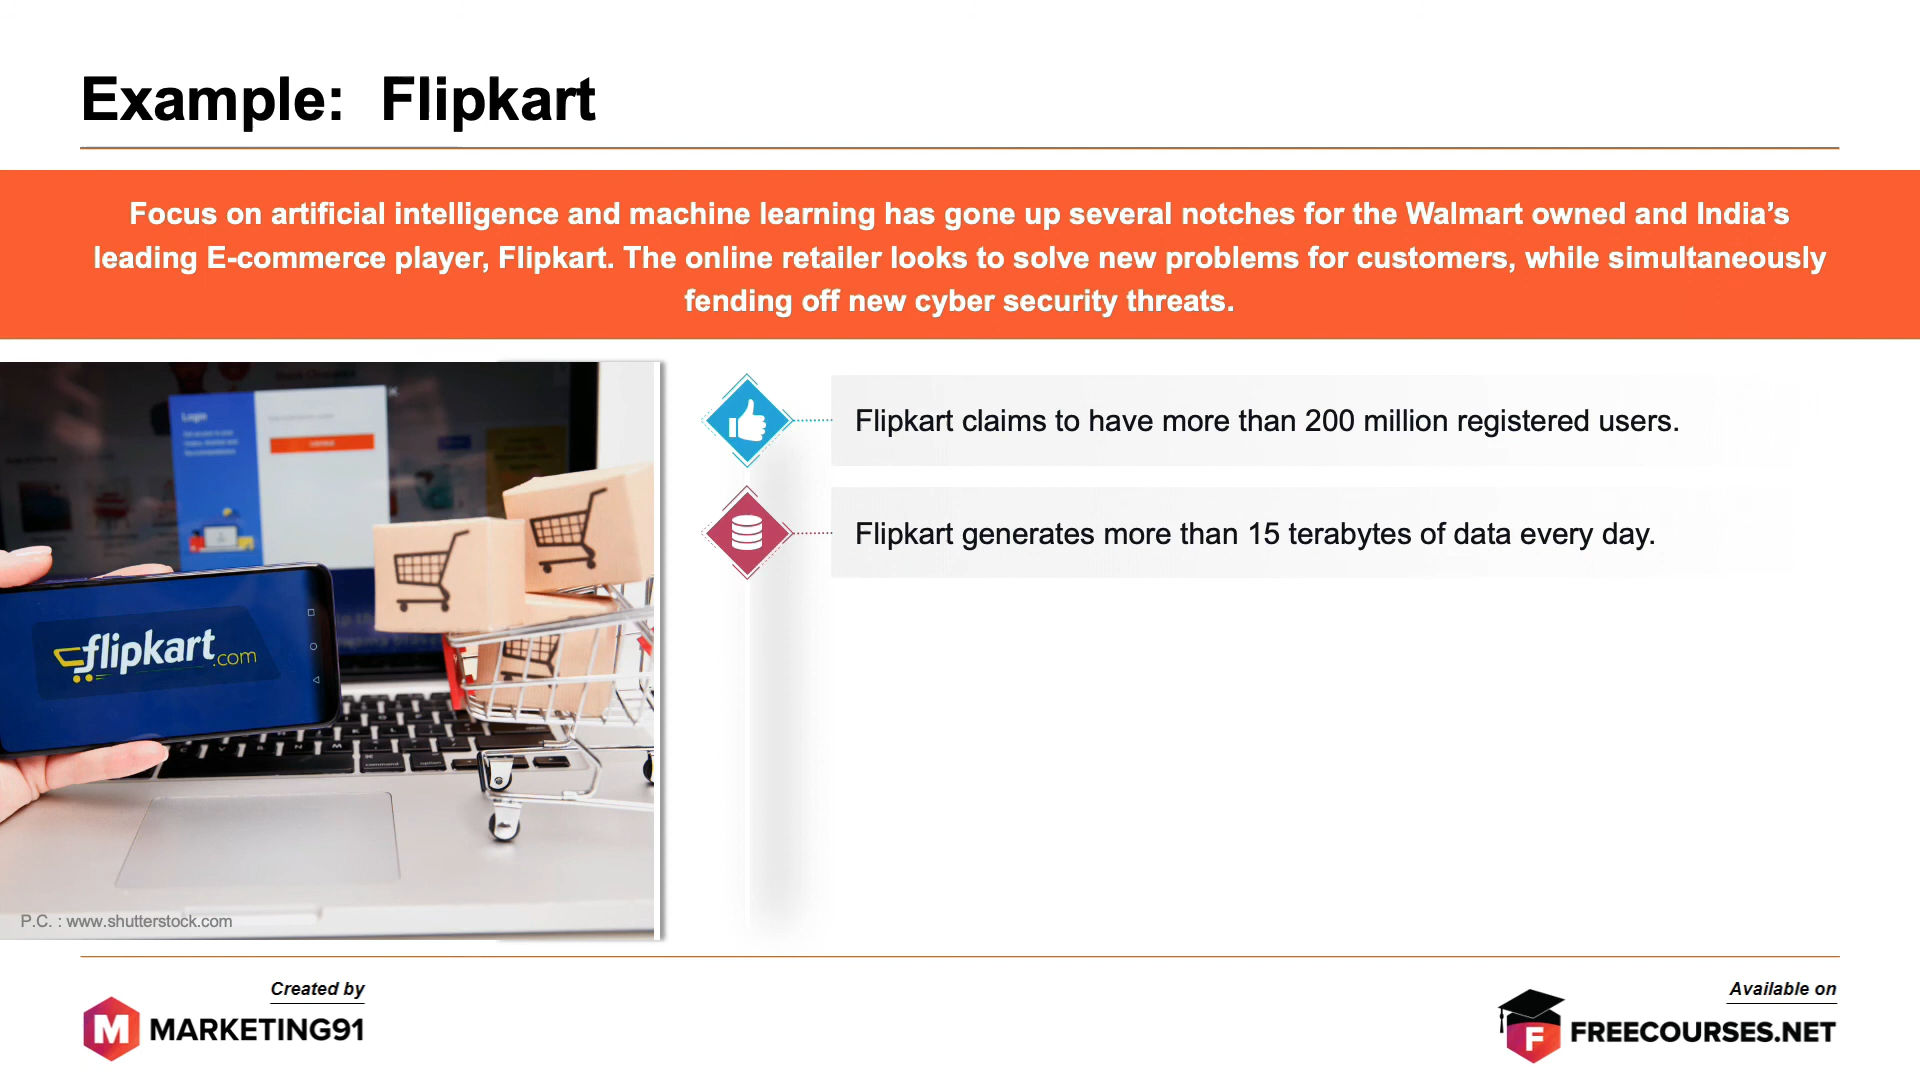 Example: Flipkart
Focus on artificial intelligence and machine learning has gone up several notches for the Walmart owned and India’s
leading E-commerce player, Flipkart. The online retailer looks to solve new problems for customers, while simultaneously
fending off new cyber security threats.
Login
Flipkart claims to have more than 200 million registered users.
Flipkart generates more than 15 terabytes of data every day.
flipkart.com
command
option
P.C. : www.shutterstock.com
Created by
M MARKETING91
Available on
F FREECOURSES.NET